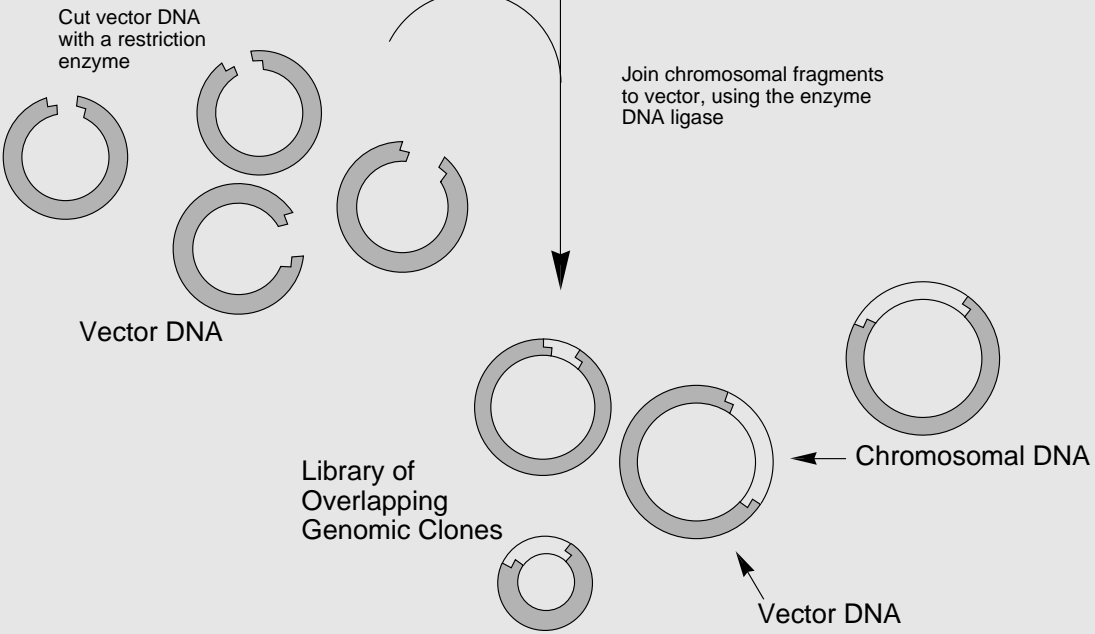 Cut vector DNA
with a restriction
enzyme
Join chromosomal fragments
to vector, using the enzyme
DNA ligase
Vector DNA
Chromosomal DNA
Library of
Overlapping
Genomic Clones
Vector DNA